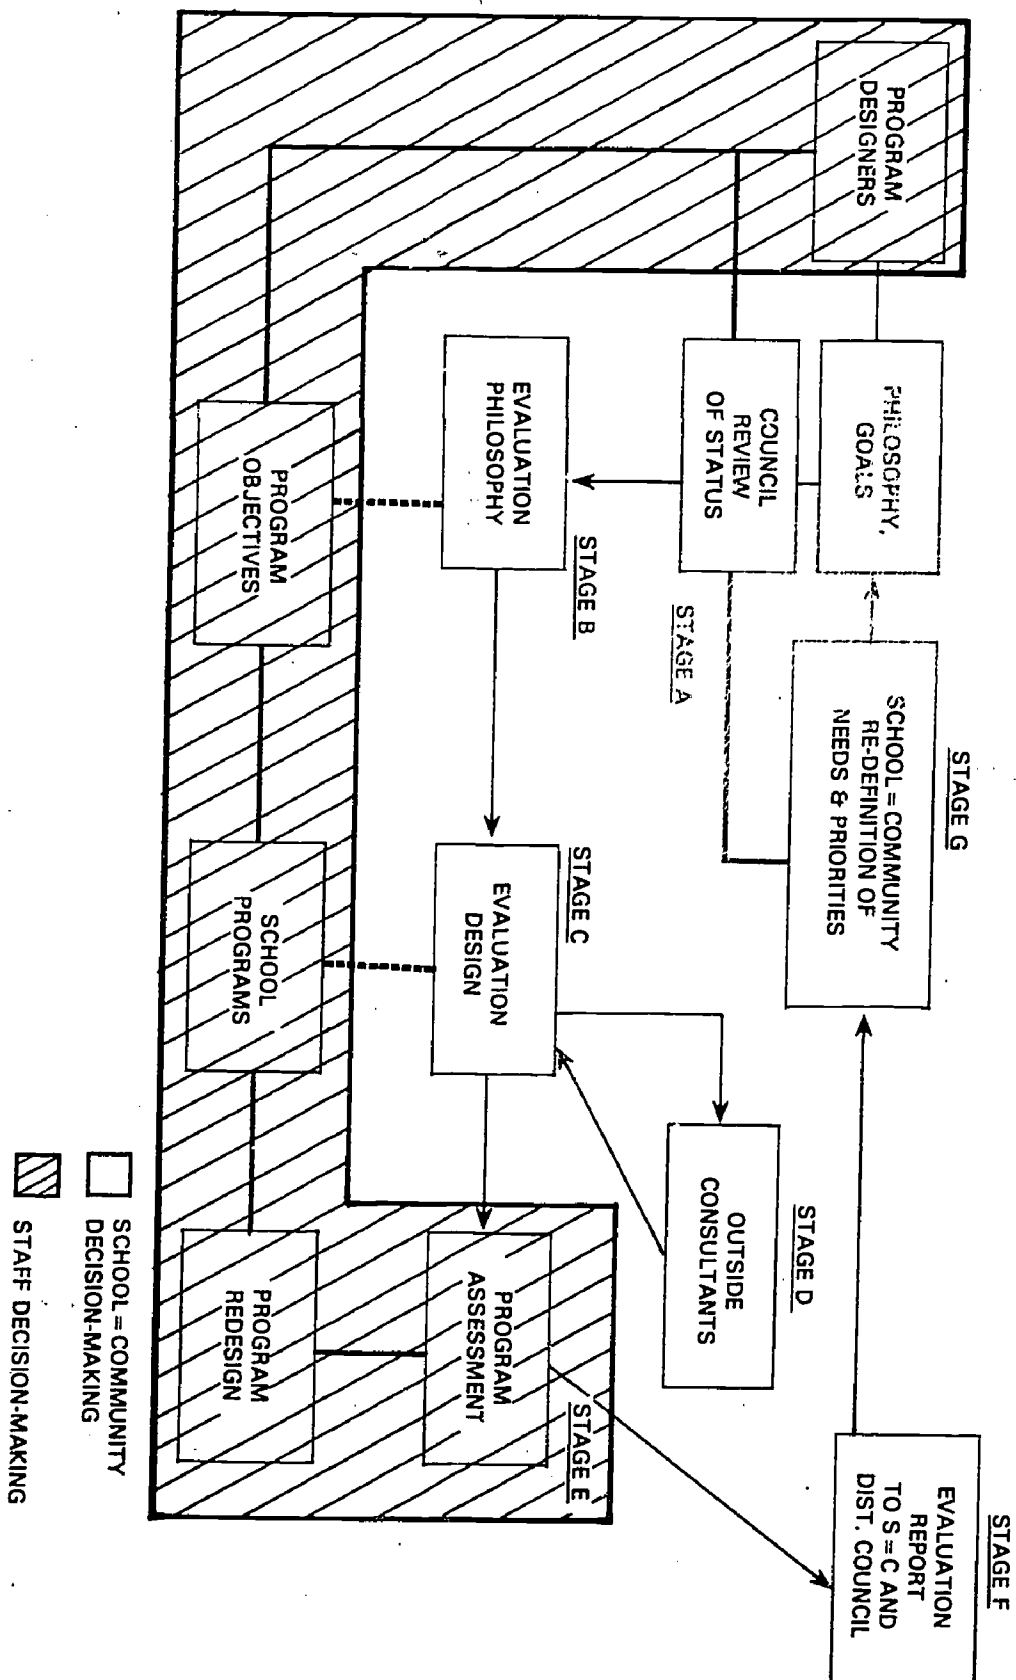 STAGE F
EVALUATION
REPORT
TO S = C AND
DIST. COUNCIL
STAGE G
SCHOOL = COMMUNITY
RE-DEFINITION OF
NEEDS & PRIORITIES
PROGRAM
DESIGNERS
PHILOSOPHY,
GOALS
COUNCIL
REVIEW
OF STATUS
STAGE A
STAGE D
OUTSIDE
CONSULTANTS
STAGE B
EVALUATION
PHILOSOPHY
STAGE C
EVALUATION
DESIGN
STAGE E
PROGRAM
ASSESSMENT
PROGRAM
OBJECTIVES
SCHOOL
PROGRAMS
PROGRAM
REDESIGN
SCHOOL = COMMUNITY
DECISION-MAKING
STAFF DECISION-MAKING